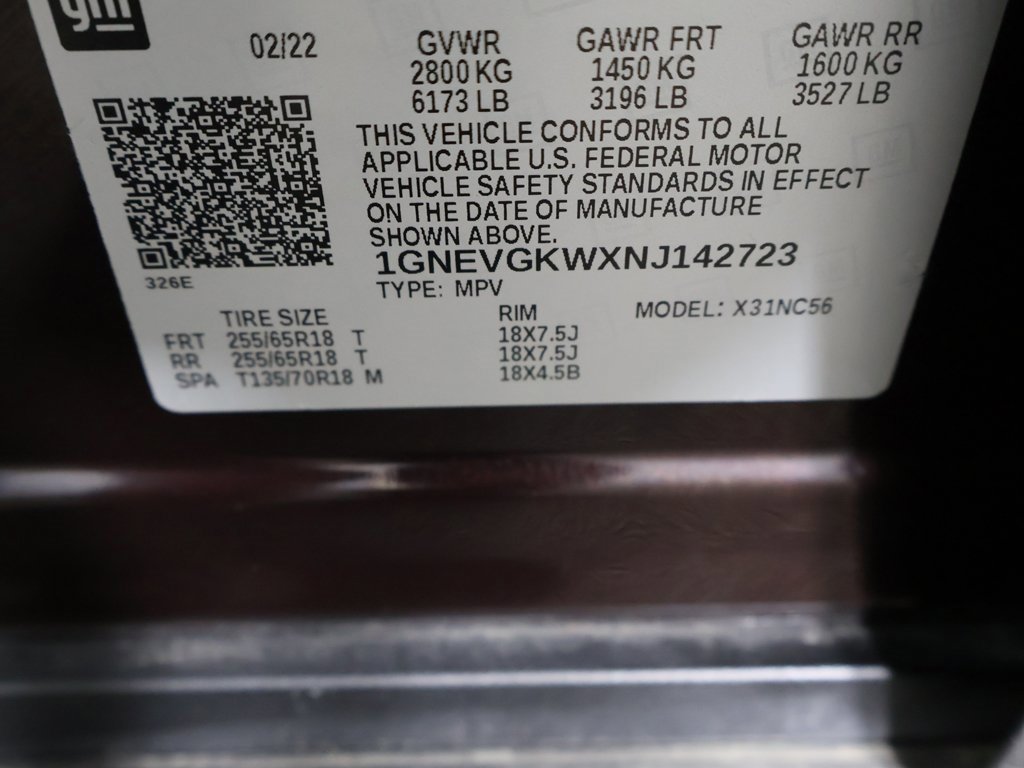 gm
02/22 GVWR GAWR FRT GAWR RR
2800 KG 1450 KG 1600 KG
6173 LB 3196 LB 3527 LB
THIS VEHICLE CONFORMS TO ALL
APPLICABLE U.S. FEDERAL MOTOR
VEHICLE SAFETY STANDARDS IN EFFECT
ON THE DATE OF MANUFACTURE
SHOWN ABOVE.
1GNEVGKWXNJ142723
326E
TYPE: MPV
MODEL: X31NC56
TIRE SIZE RIM
FRT 255/65R18 T 18X7.5J
RR 255/65R18 T 18X7.5J
SPA T135/70R18 M 18X4.5B